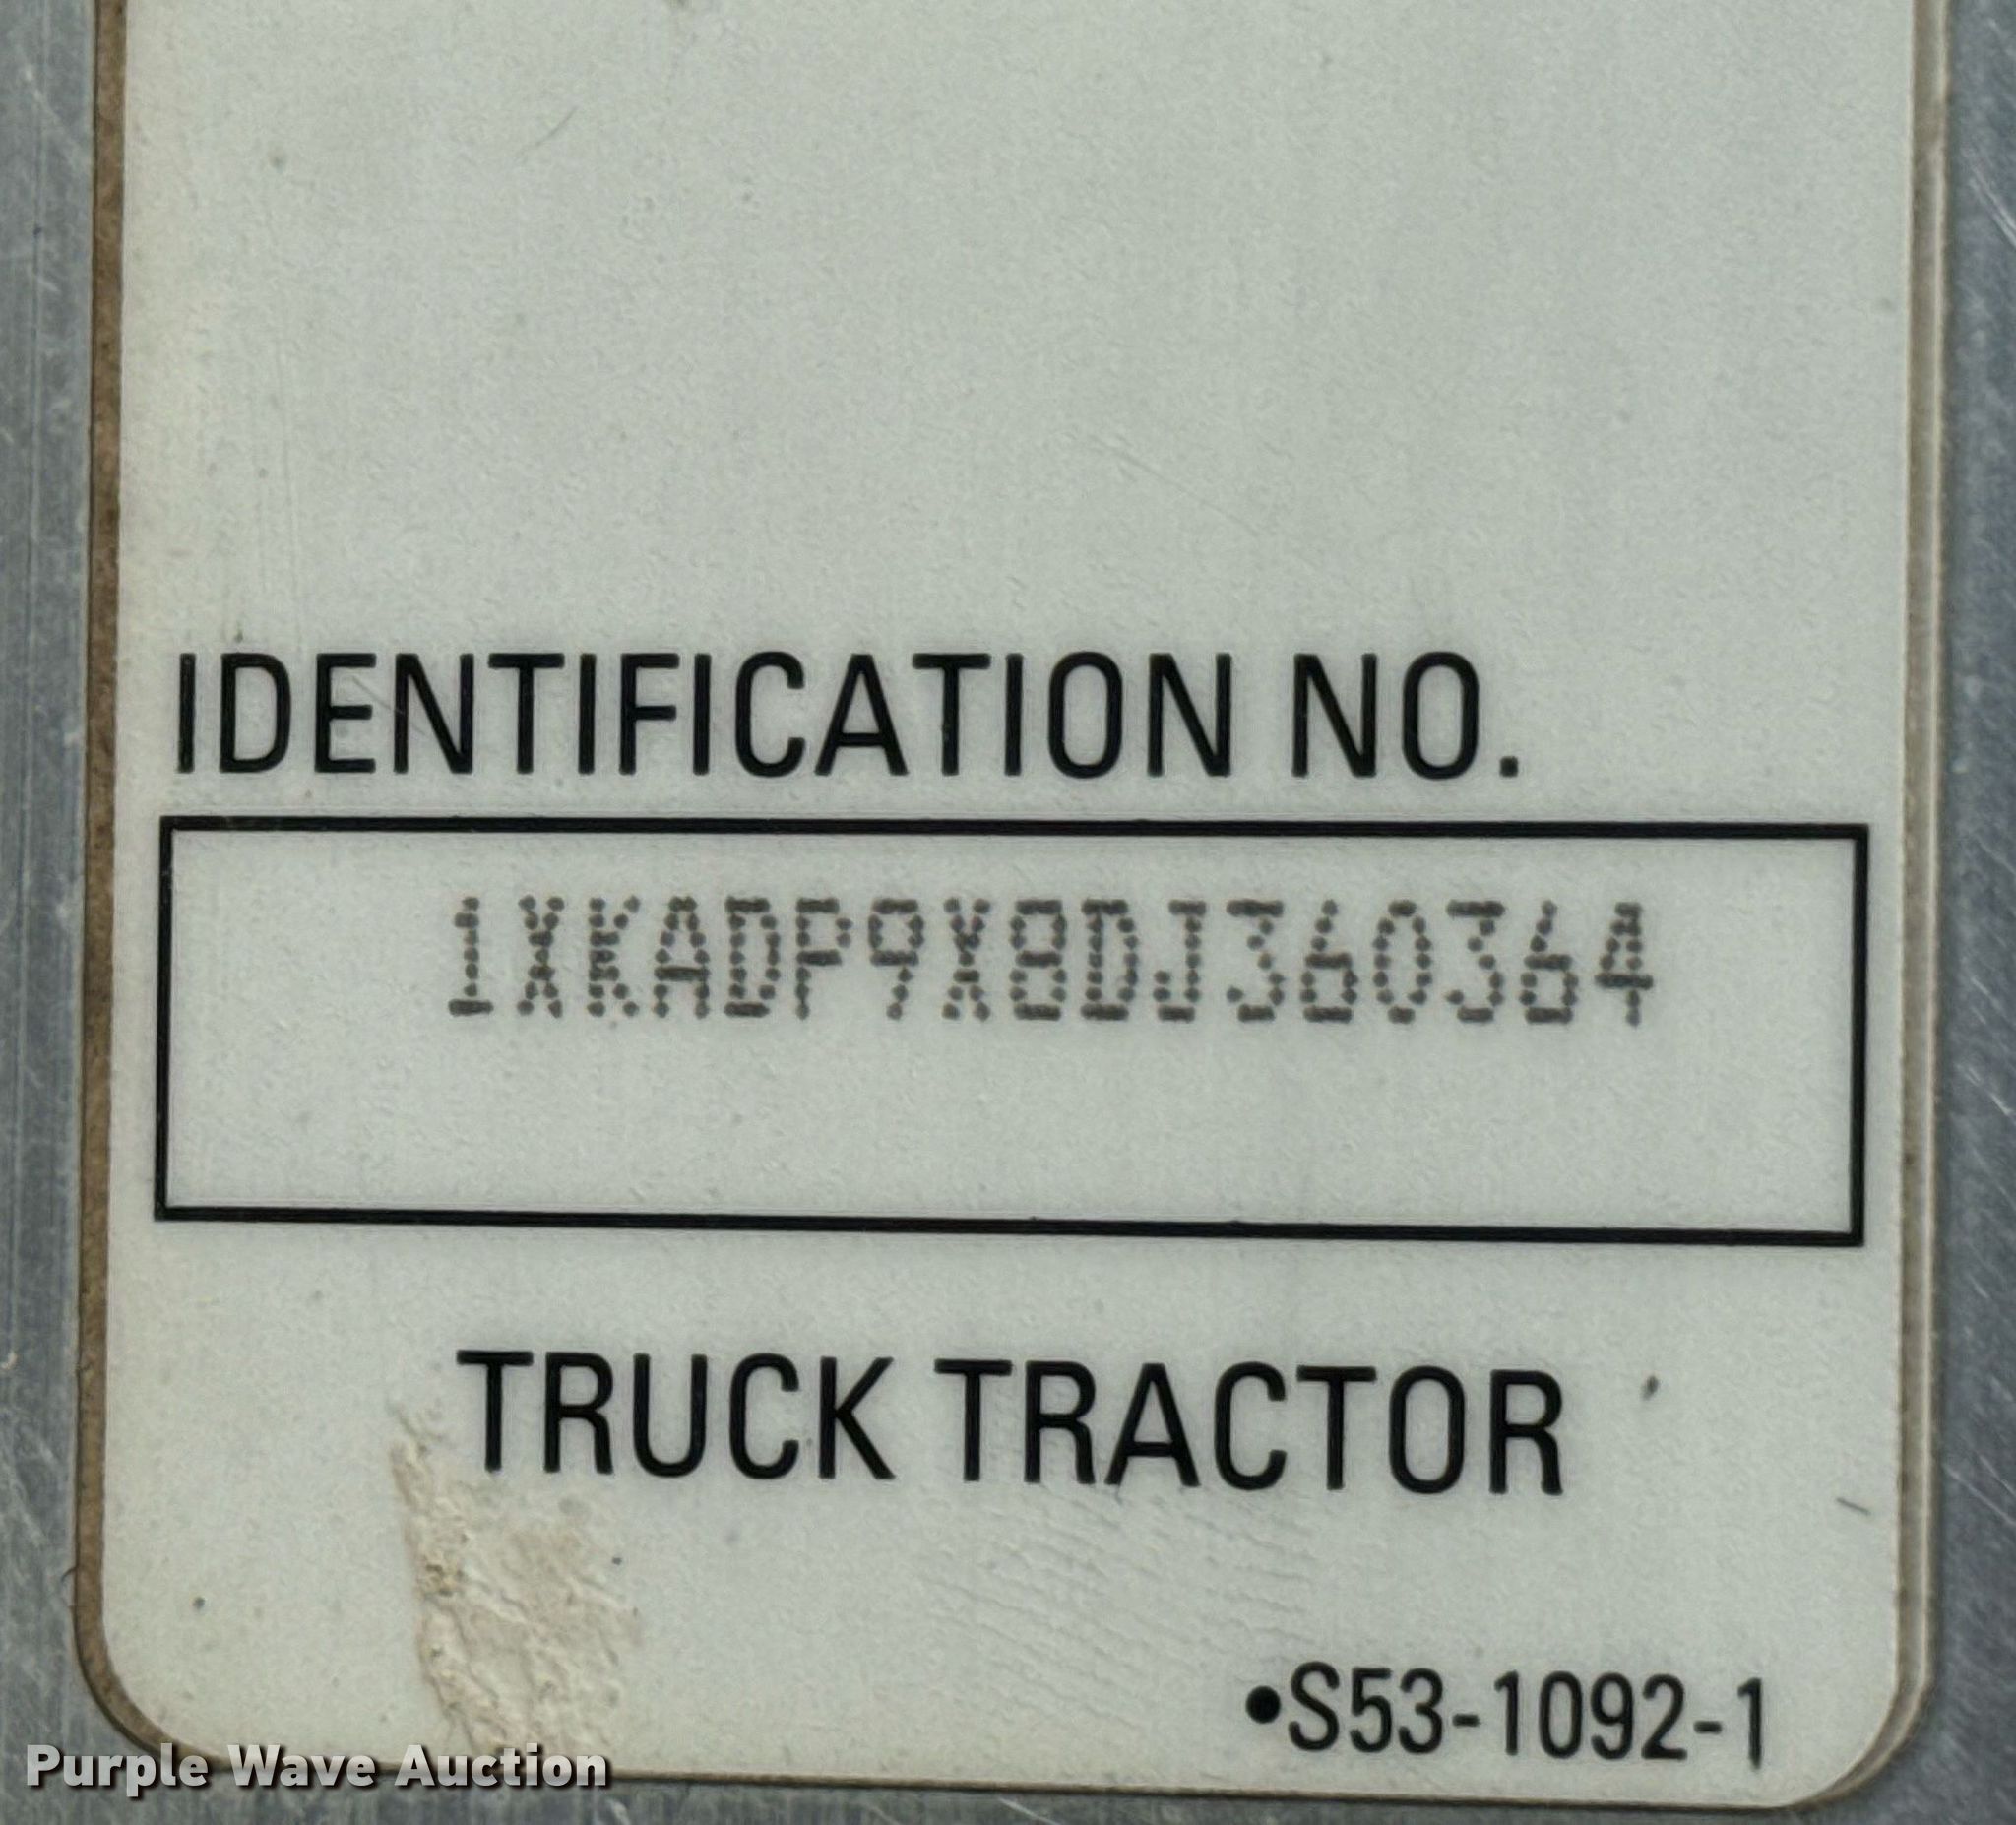 IDENTIFICATION NO.
1XKADP9X8DJ360364
TRUCK TRACTOR
•S53-1092-1
Purple Wave Auction